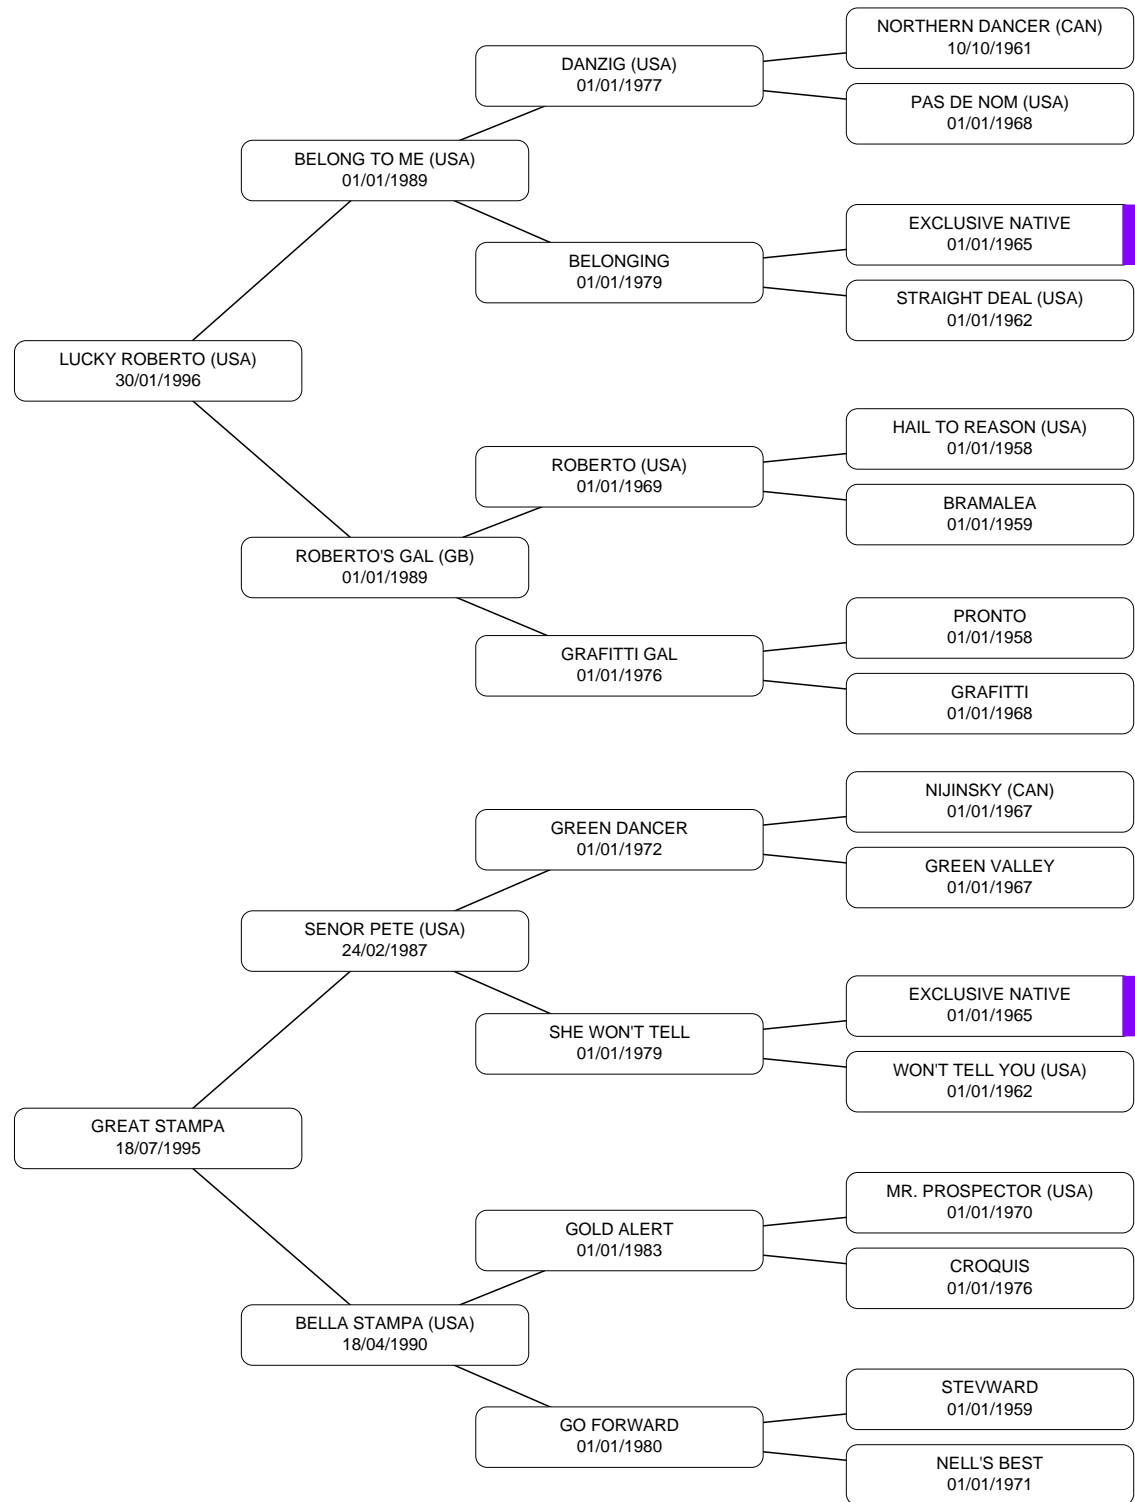 NORTHERN DANCER (CAN)
10/10/1961
DANZIG (USA)
01/01/1977
PAS DE NOM (USA)
01/01/1968
BELONG TO ME (USA)
01/01/1989
EXCLUSIVE NATIVE
01/01/1965
BELONGING
01/01/1979
STRAIGHT DEAL (USA)
01/01/1962
LUCKY ROBERTO (USA)
30/01/1996
HAIL TO REASON (USA)
01/01/1958
ROBERTO (USA)
01/01/1969
BRAMALEA
01/01/1959
ROBERTO'S GAL (GB)
01/01/1989
PRONTO
01/01/1958
GRAFITTI GAL
01/01/1976
GRAFITTI
01/01/1968
NIJINSKY (CAN)
01/01/1967
GREEN DANCER
01/01/1972
GREEN VALLEY
01/01/1967
SENOR PETE (USA)
24/02/1987
EXCLUSIVE NATIVE
01/01/1965
SHE WON'T TELL
01/01/1979
WON'T TELL YOU (USA)
01/01/1962
GREAT STAMPA
18/07/1995
MR. PROSPECTOR (USA)
01/01/1970
GOLD ALERT
01/01/1983
CROQUIS
01/01/1976
BELLA STAMPA (USA)
18/04/1990
STEVWARD
01/01/1959
GO FORWARD
01/01/1980
NELL'S BEST
01/01/1971